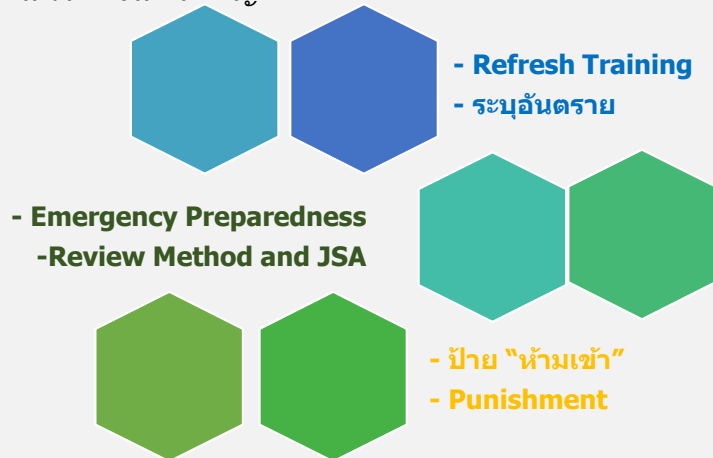 - Refresh Training
- ระบุอันตราย
- Emergency Preparedness
-Review Method and JSA
- ป้าย “ห้ามเข้า”
- Punishment